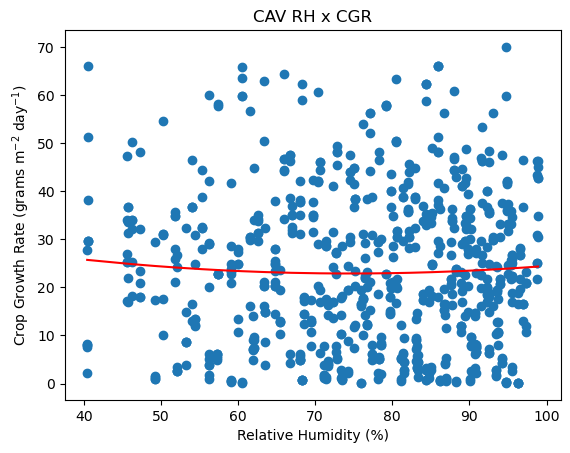 CAV RH x CGR
Crop Growth Rate (grams m⁻² day⁻¹)
70
60
50
40
30
20
10
0
40 50 60 70 80 90 100
Relative Humidity (%)